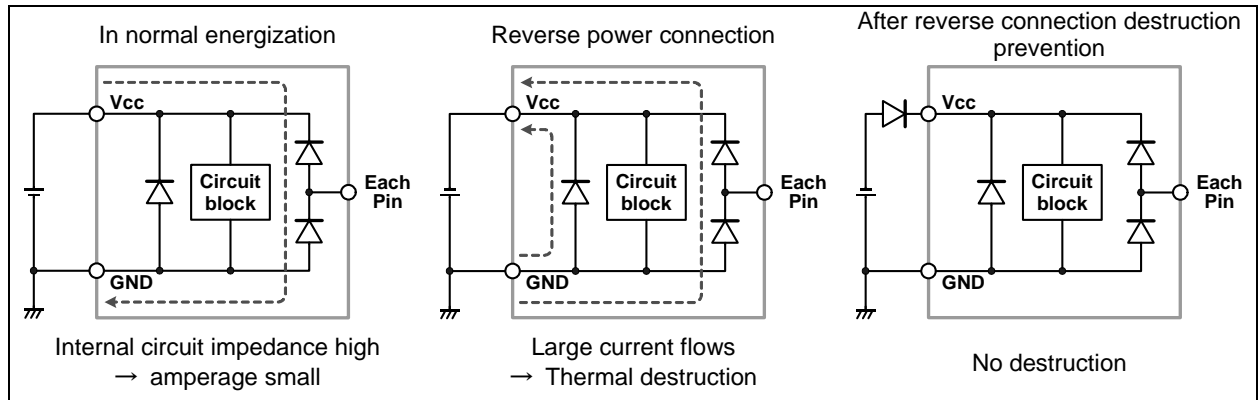 In normal energization
Vcc
Circuit
block
Each
Pin
GND
Internal circuit impedance high
→ amperage small
Reverse power connection
Vcc
Circuit
block
Each
Pin
GND
Large current flows
→ Thermal destruction
After reverse connection destruction
prevention
Vcc
Circuit
block
Each
Pin
GND
No destruction